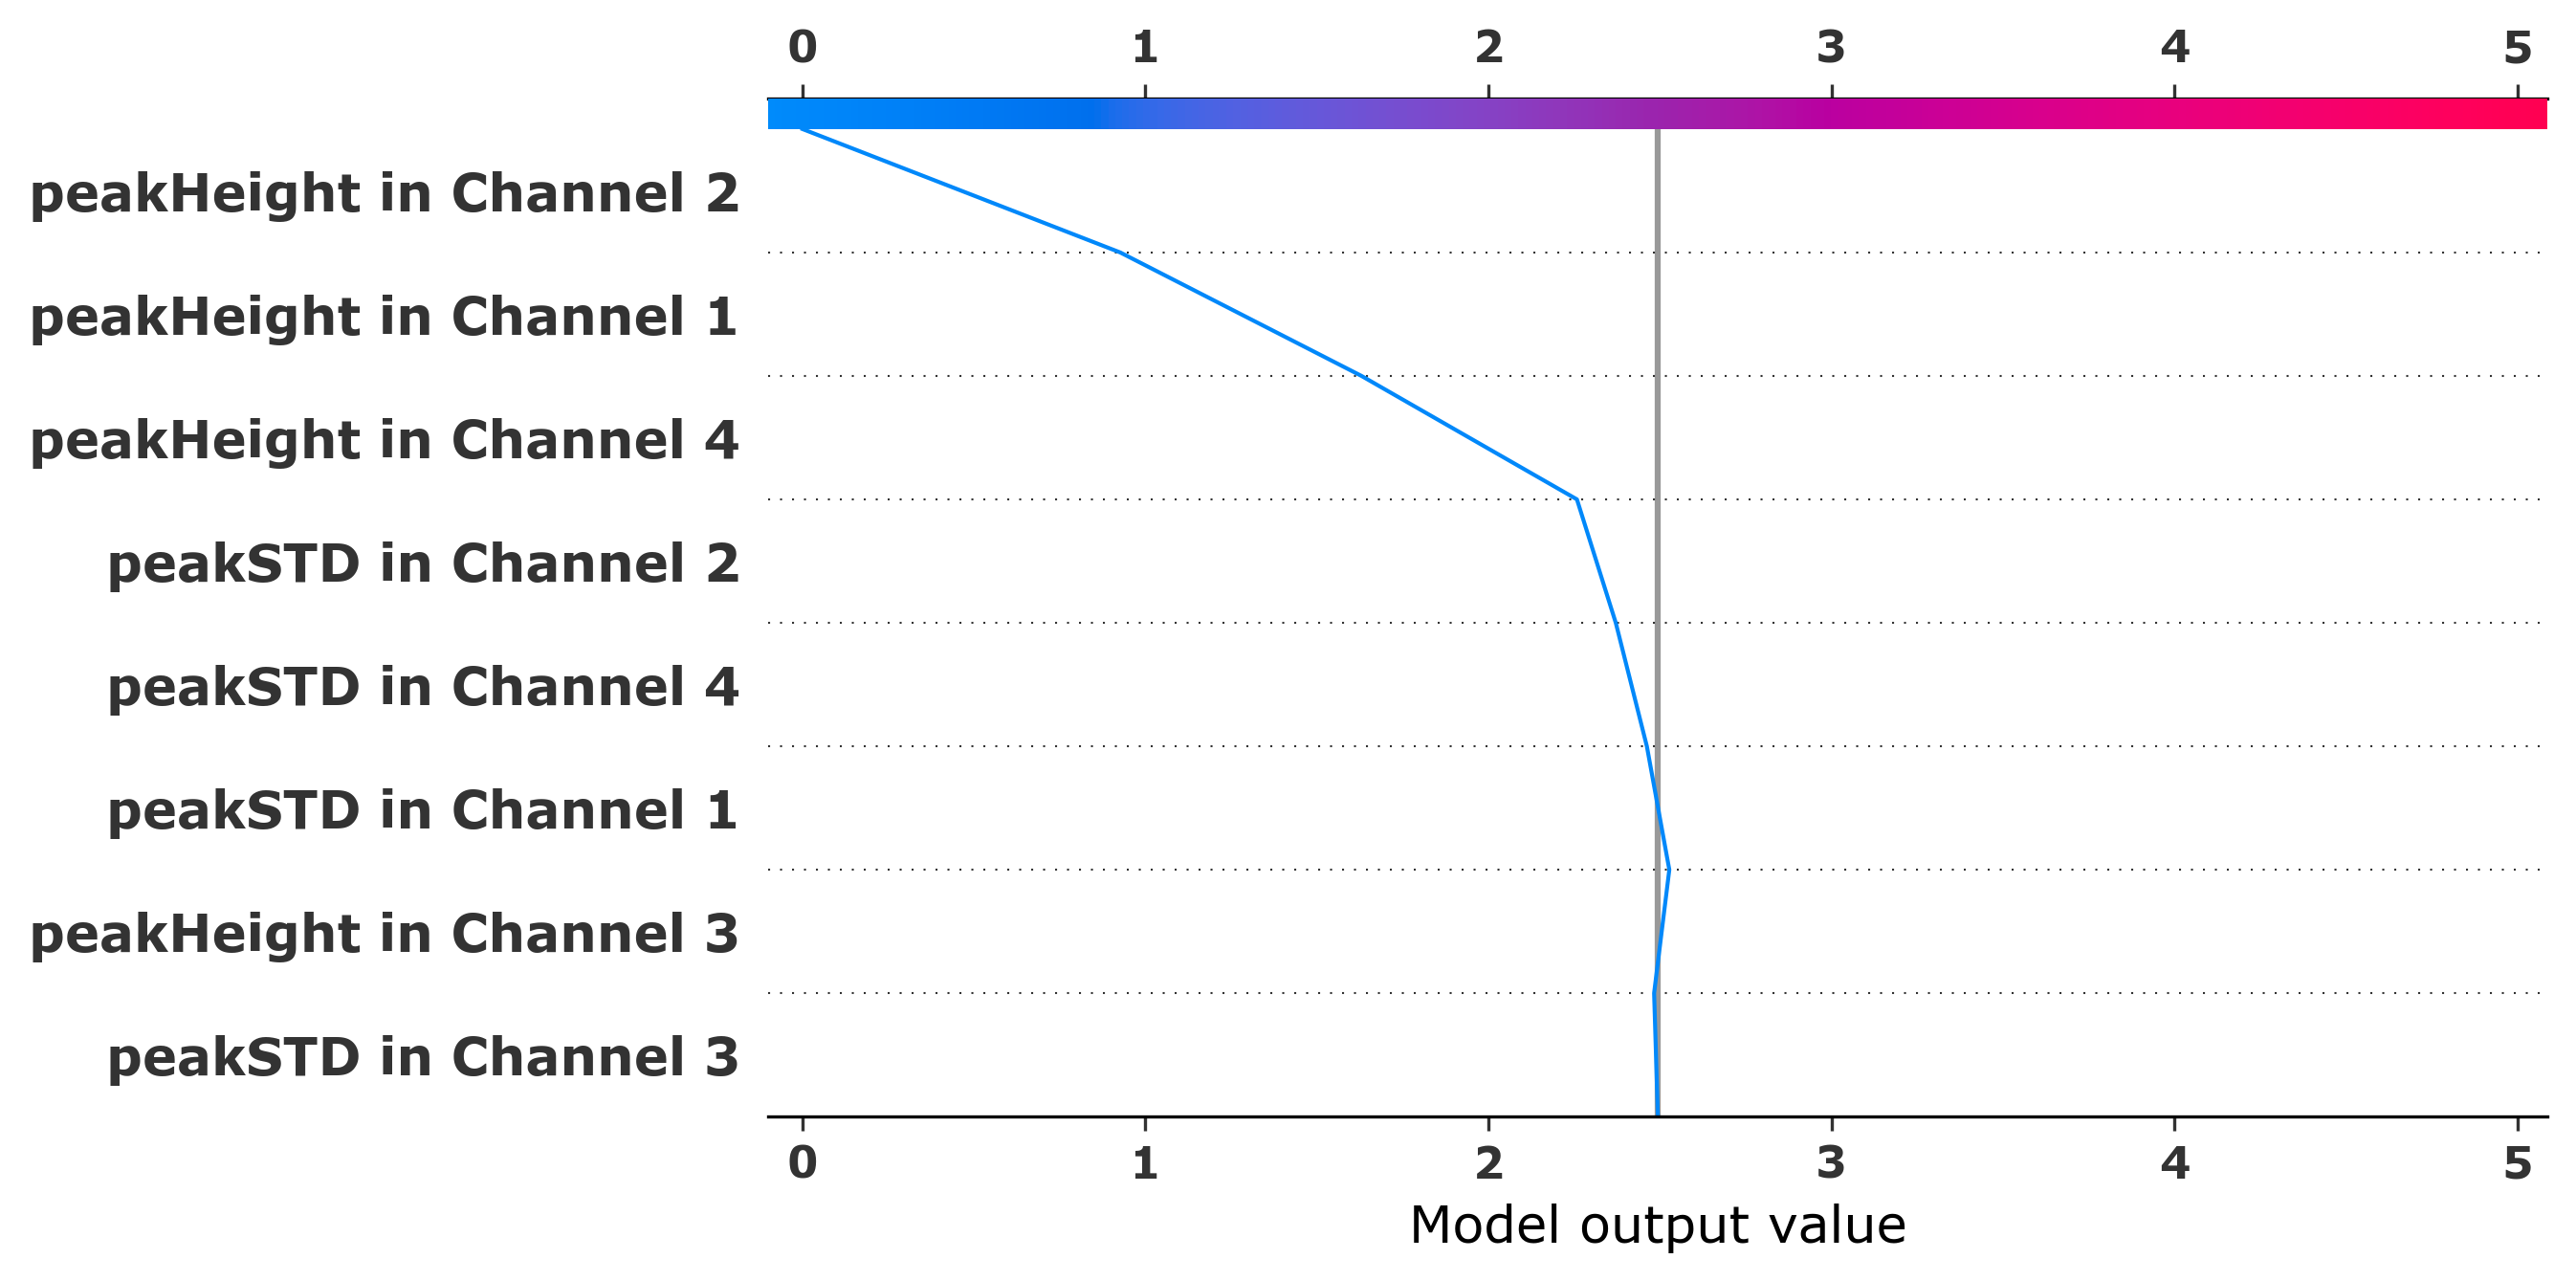 0 1 2 3 4 5
peakHeight in Channel 2
peakHeight in Channel 1
peakHeight in Channel 4
peakSTD in Channel 2
peakSTD in Channel 4
peakSTD in Channel 1
peakHeight in Channel 3
peakSTD in Channel 3
0 1 2 3 4 5
Model output value